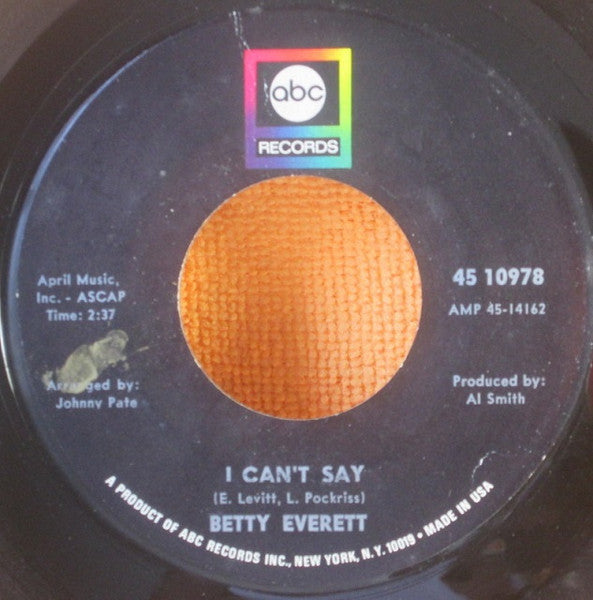 abc
RECORDS
April Music,
Inc. - ASCAP
Time: 2:37
45 10978
AMP 45-14162
Arranged by:
Johnny Pate
Produced by:
Al Smith
I CAN'T SAY
(E. Levitt, L. Pockriss)
BETTY EVERETT
A PRODUCT OF ABC RECORDS INC., NEW YORK, N.Y. 10019 • MADE IN USA